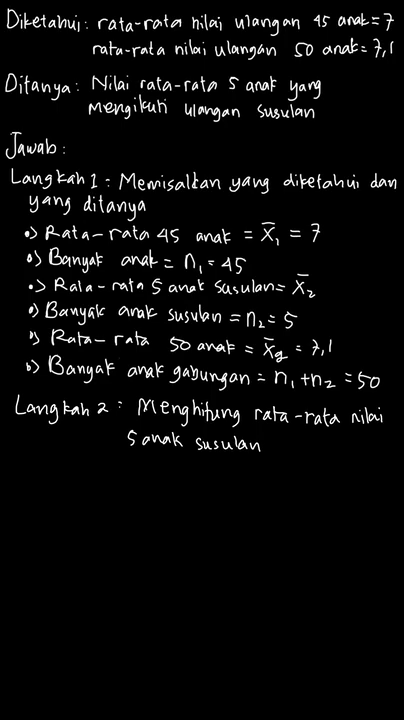 Diketahui: rata-rata nilai ulangan 45 anak = 7
rata-rata nilai ulangan 50 anak = 7,1
Ditanya: Nilai rata-rata 5 anak yang
mengikuti ulangan susulan
Jawab:
Langkah 1: Memisalkan yang diketahui dan
yang ditanya
•> Rata-rata 45 anak = X̄₁ = 7
•> Banyak anak = n₁ = 45
•> Rata-rata 5 anak susulan = X̄₂
•> Banyak anak susulan = n₂ = 5
•> Rata-rata 50 anak = X̄g = 7,1
•> Banyak anak gabungan = n₁ + n₂ = 50
Langkah 2: Menghitung rata-rata nilai
5 anak susulan